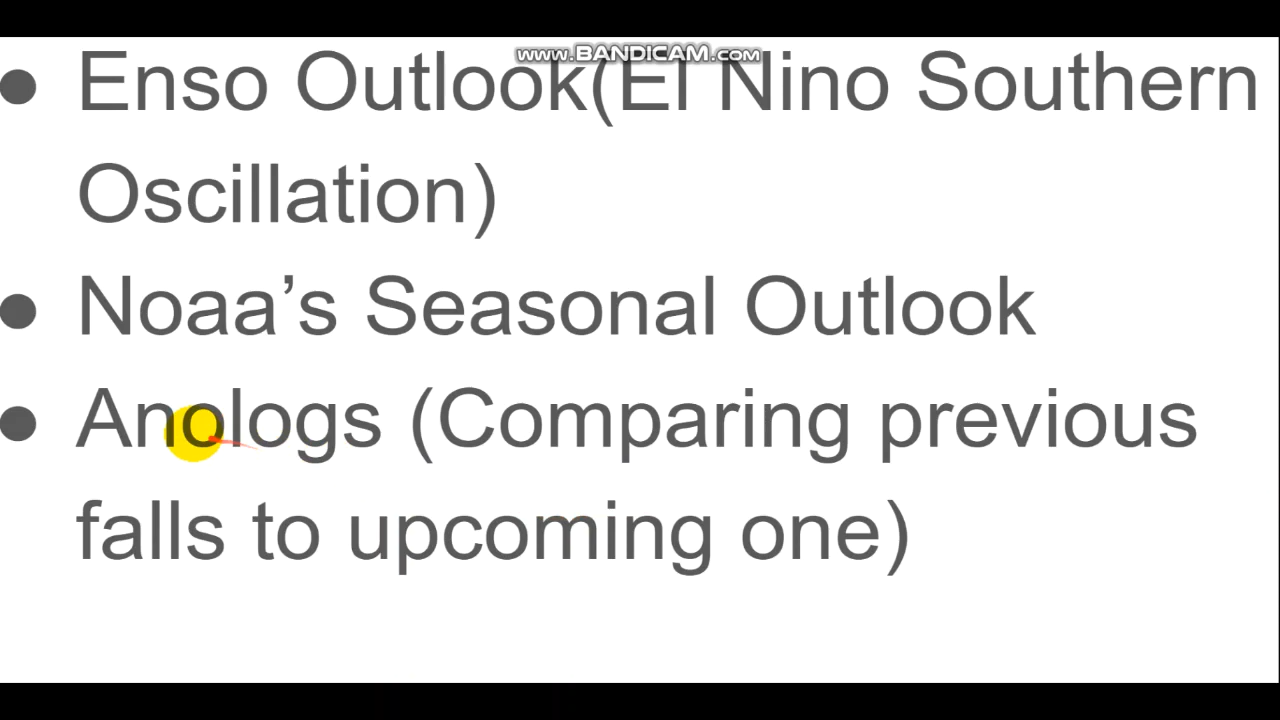 www.BANDICAM.com
● Enso Outlook(El Nino Southern
Oscillation)
● Noaa’s Seasonal Outlook
● Anologs (Comparing previous
falls to upcoming one)